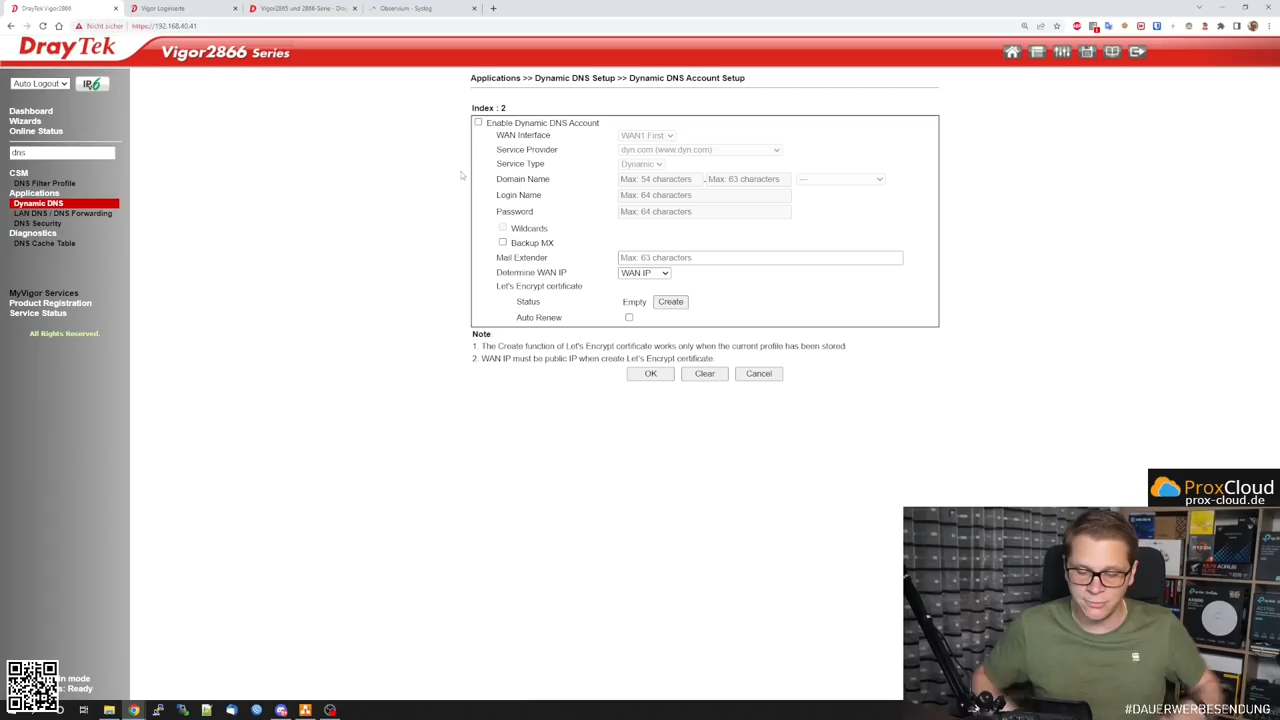 DrayTek Vigor2866
Vigor Loginseite
Vigor2865 und 2866-Serie - Dray
Observium - Syslog
Nicht sicher
https://192.168.40.41
DrayTek
Vigor2866 Series
Auto Logout
IPv6
Dashboard
Wizards
Online Status
dns
CSM
DNS Filter Profile
Applications
Dynamic DNS
LAN DNS / DNS Forwarding
DNS Security
Diagnostics
DNS Cache Table
MyVigor Services
Product Registration
Service Status
All Rights Reserved.
Applications >> Dynamic DNS Setup >> Dynamic DNS Account Setup
Index : 2
Enable Dynamic DNS Account
WAN Interface
WAN1 First
Service Provider
dyn.com (www.dyn.com)
Service Type
Dynamic
Domain Name
Max: 54 characters
. Max: 63 characters
---
Login Name
Max: 64 characters
Password
Max: 64 characters
Wildcards
Backup MX
Mail Extender
Max: 63 characters
Determine WAN IP
WAN IP
Let's Encrypt certificate
Status
Empty
Create
Auto Renew
Note
1. The Create function of Let's Encrypt certificate works only when the current profile has been stored
2. WAN IP must be public IP when create Let's Encrypt certificate.
OK
Clear
Cancel
ProxCloud
prox-cloud.de
RYZEN
AORUS
in mode
s: Ready
#DAUERWERBESENDUNG